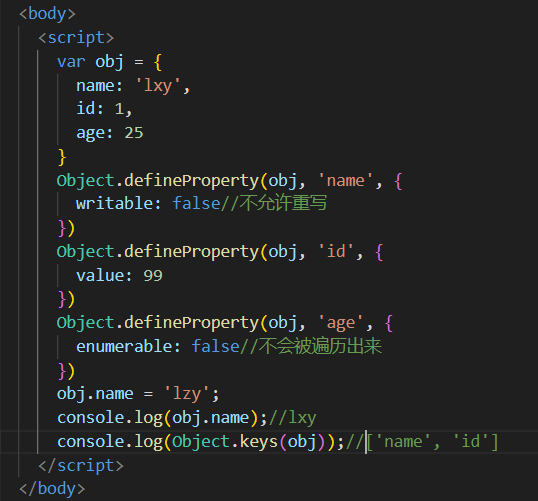 <body>
<script>
var obj = {
name: 'lxy',
id: 1,
age: 25
}
Object.defineProperty(obj, 'name', {
writable: false//不允许重写
})
Object.defineProperty(obj, 'id', {
value: 99
})
Object.defineProperty(obj, 'age', {
enumerable: false//不会被遍历出来
})
obj.name = 'lzy';
console.log(obj.name);//lxy
console.log(Object.keys(obj));//['name', 'id']
</script>
</body>